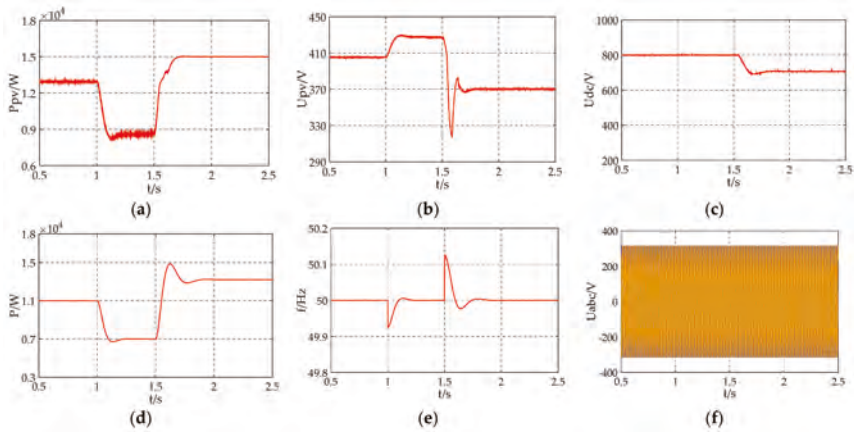 ×10⁴
1.8
1.5
1.2
0.9
0.6
Ppv/W
0.5 1 1.5 2 2.5
t/s
(a)
450
410
370
330
290
Upv/V
0.5 1 1.5 2 2.5
t/s
(b)
1000
800
600
400
200
Udc/V
0.5 1 1.5 2 2.5
t/s
(c)
×10⁴
1.8
1.5
1.1
0.7
0.3
P/W
0.5 1 1.5 2 2.5
t/s
(d)
50.2
50.1
50
49.9
49.8
f/Hz
0.5 1 1.5 2 2.5
t/s
(e)
400
200
0
-200
-400
Uabc/V
0.5 1 1.5 2 2.5
t/s
(f)